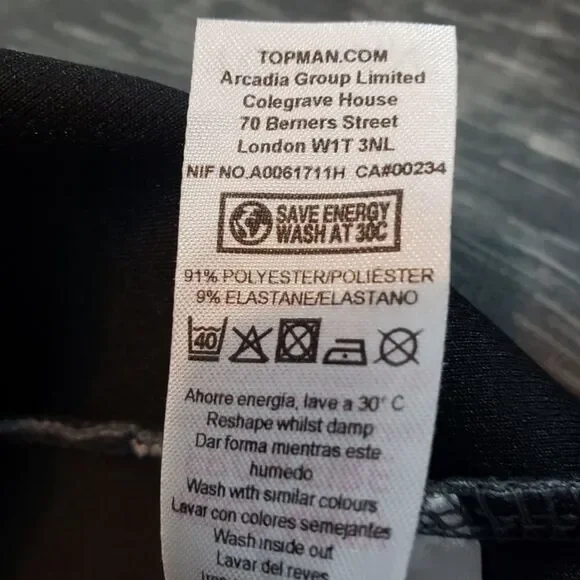 TOPMAN.COM
Arcadia Group Limited
Colegrave House
70 Berners Street
London W1T 3NL
NIF NO.A0061711H CA#00234
SAVE ENERGY
WASH AT 30C
91% POLYESTER/POLIÉSTER
9% ELASTANE/ELASTANO
40
Ahorre energía, lave a 30° C
Reshape whilst damp
Dar forma mientras este
humedo
Wash with similar colours
Lavar con colores semejantes
Wash inside out
Lavar del reves